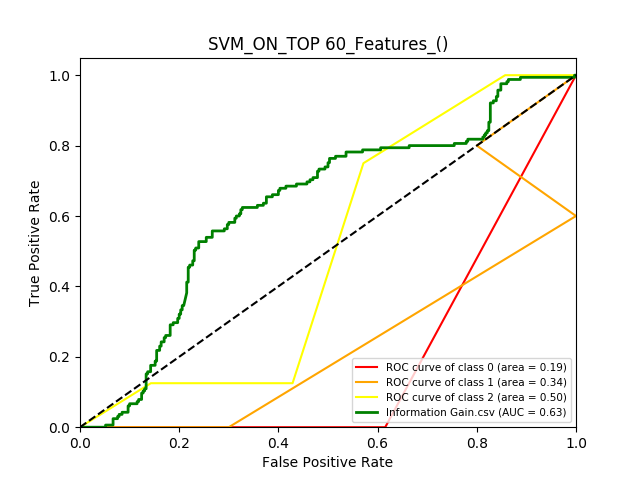 SVM_ON_TOP 60_Features_()
True Positive Rate
1.0
0.8
0.6
0.4
0.2
0.0
ROC curve of class 0 (area = 0.19)
ROC curve of class 1 (area = 0.34)
ROC curve of class 2 (area = 0.50)
Information Gain.csv (AUC = 0.63)
0.0 0.2 0.4 0.6 0.8 1.0
False Positive Rate